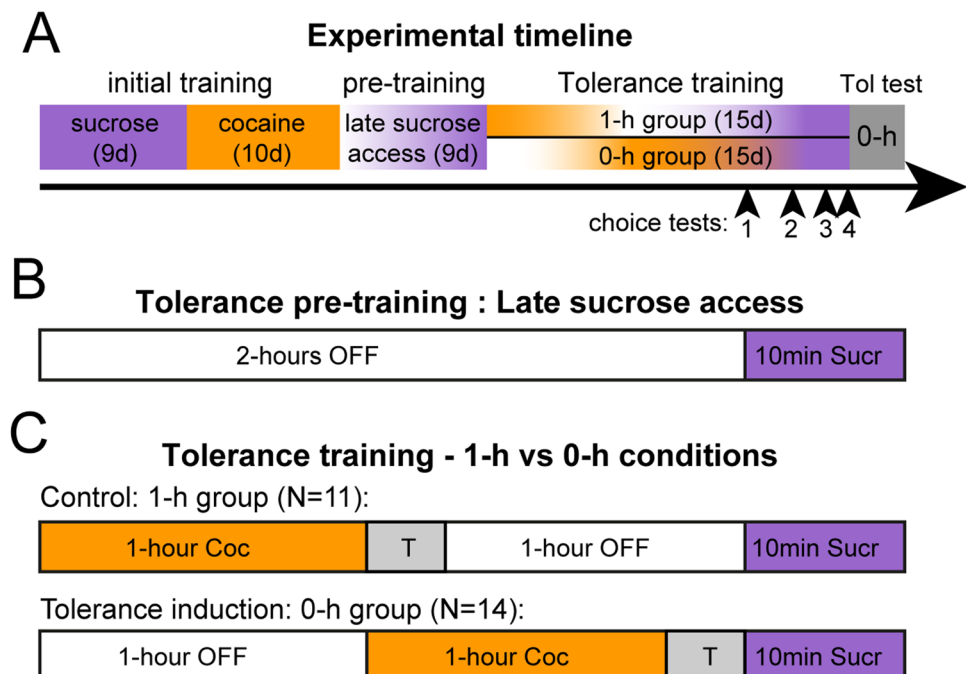 A
Experimental timeline
initial training
pre-training
Tolerance training
Tol test
sucrose
(9d)
cocaine
(10d)
late sucrose
access (9d)
1-h group (15d)
0-h group (15d)
0-h
choice tests: 1 2 3 4
B
Tolerance pre-training : Late sucrose access
2-hours OFF
10min Sucr
C
Tolerance training - 1-h vs 0-h conditions
Control: 1-h group (N=11):
1-hour Coc
T
1-hour OFF
10min Sucr
Tolerance induction: 0-h group (N=14):
1-hour OFF
1-hour Coc
T
10min Sucr